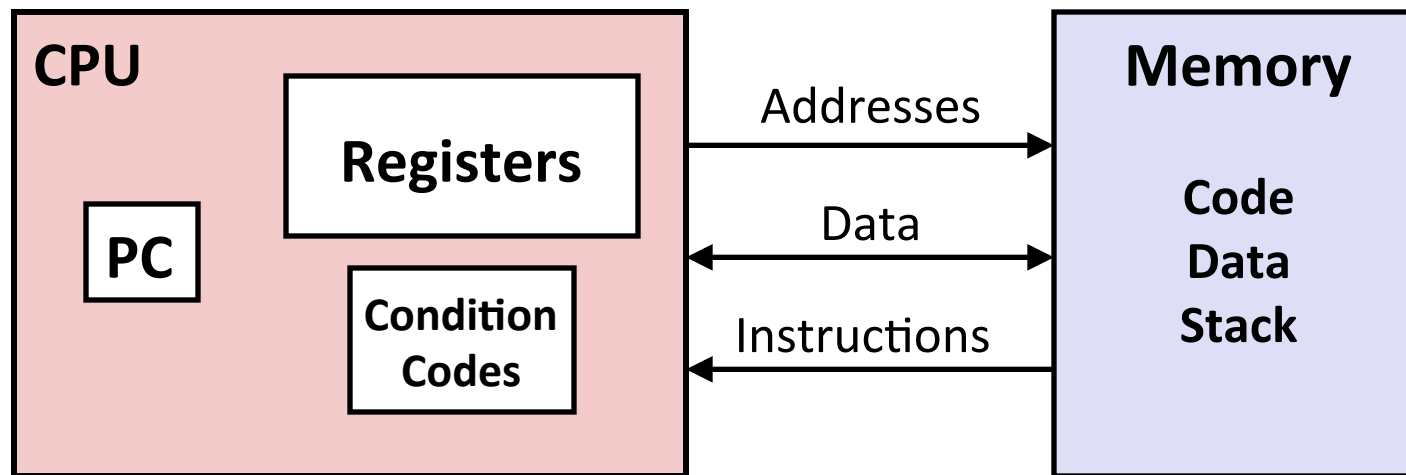 CPU
Registers
PC
Condition
Codes
Addresses
Data
Instructions
Memory
Code
Data
Stack